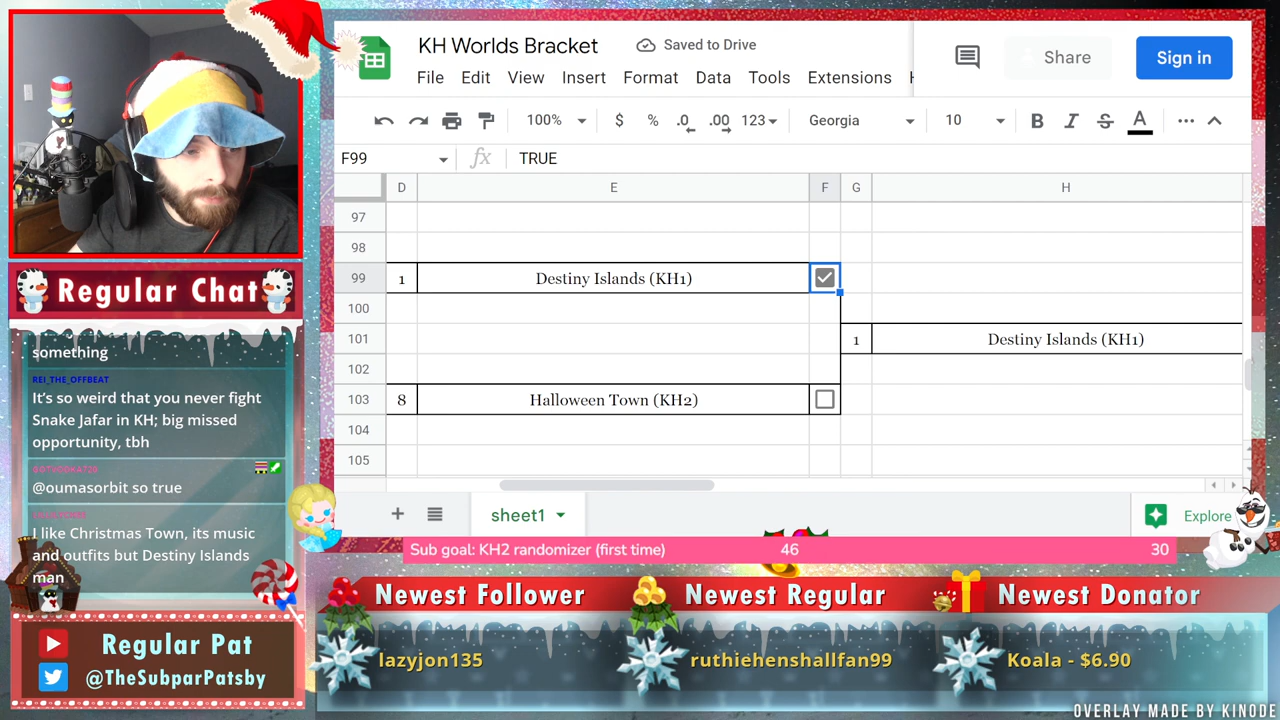 KH Worlds Bracket
Saved to Drive
File Edit View Insert Format Data Tools Extensions
Share
Sign in
100% $ % .0 .00 123 Georgia 10 B I S A
F99 fx TRUE
D E F G H
97
98
99 1 Destiny Islands (KH1)
100
101 1 Destiny Islands (KH1)
102
103 8 Halloween Town (KH2)
104
105
sheet1
Explore
Regular Chat
something
REI_THE_OFFBEAT
It's so weird that you never fight
Snake Jafar in KH; big missed
opportunity, tbh
@oumasorbit so true
I like Christmas Town, its music
and outfits but Destiny Islands
man
Regular Pat
@TheSubparPatsby
Sub goal: KH2 randomizer (first time) 46 30
Newest Follower
lazyjon135
Newest Regular
ruthiehenshallfan99
Newest Donator
Koala - $6.90
OVERLAY MADE BY KINODE